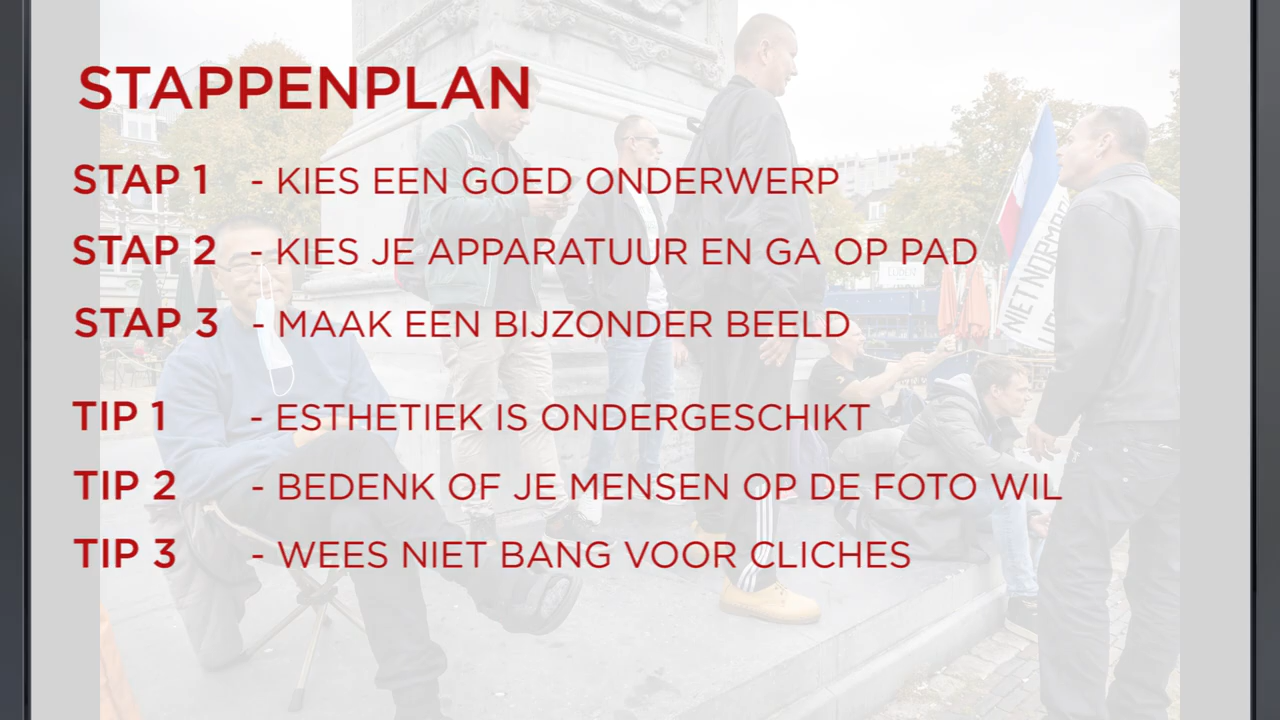 STAPPENPLAN
STAP 1 - KIES EEN GOED ONDERWERP
STAP 2 - KIES JE APPARATUUR EN GA OP PAD
STAP 3 - MAAK EEN BIJZONDER BEELD
TIP 1 - ESTHETIEK IS ONDERGESCHIKT
TIP 2 - BEDENK OF JE MENSEN OP DE FOTO WIL
TIP 3 - WEES NIET BANG VOOR CLICHES
NIET NORMAAL